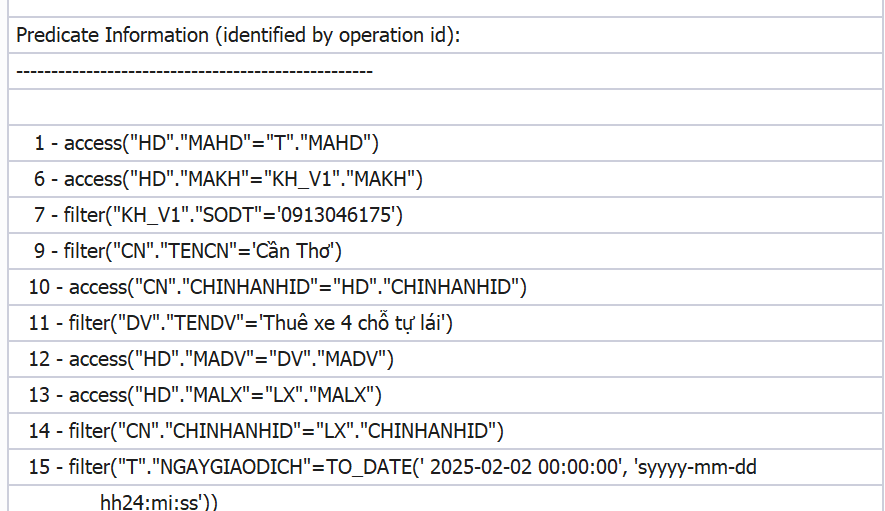 Predicate Information (identified by operation id):
---------------------------------------------------
1 - access("HD"."MAHD"="T"."MAHD")
6 - access("HD"."MAKH"="KH_V1"."MAKH")
7 - filter("KH_V1"."SODT"='0913046175')
9 - filter("CN"."TENCN"='Cần Thơ')
10 - access("CN"."CHINHANHID"="HD"."CHINHANHID")
11 - filter("DV"."TENDV"='Thuê xe 4 chỗ tự lái')
12 - access("HD"."MADV"="DV"."MADV")
13 - access("HD"."MALX"="LX"."MALX")
14 - filter("CN"."CHINHANHID"="LX"."CHINHANHID")
15 - filter("T"."NGAYGIAODICH"=TO_DATE(' 2025-02-02 00:00:00', 'syyyy-mm-dd
hh24:mi:ss'))